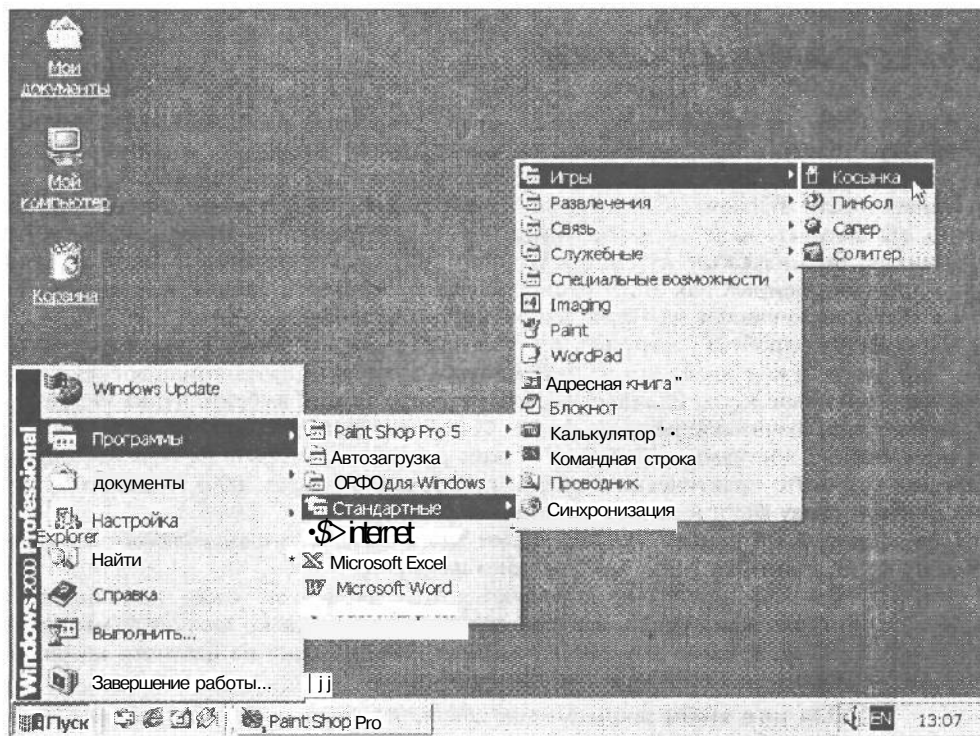 Мои
документы
Мой
компьютер
Корзина
Игры
Развлечения
Связь
Служебные
Специальные возможности
Imaging
Paint
WordPad
Адресная книга "
Блокнот
Калькулятор ' '
Командная строка
Проводник
Синхронизация
Косынка
Пинбол
Сапер
Солитер
Paint Shop Pro 5
Автозагрузка
ОРФО для Windows
Стандартные
•$> internet
Microsoft Excel
Microsoft Word
Windows Update
Программы
документы
Настройка
Explorer
Найти *
Справка
Выполнить...
Завершение работы... | jj
Windows 2000 Professional
Пуск
Paint Shop Pro
EN
13:07